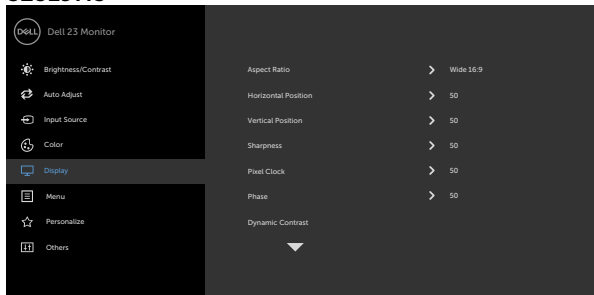 DELL Dell 23 Monitor
Brightness/Contrast
Auto Adjust
Input Source
Color
Display
Menu
Personalize
Others
Aspect Ratio Wide 16:9
Horizontal Position 50
Vertical Position 50
Sharpness 50
Pixel Clock 50
Phase 50
Dynamic Contrast